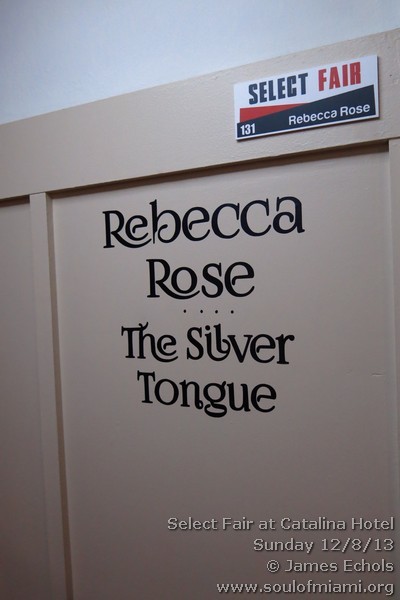 SELECT FAIR
131 Rebecca Rose
Rebecca
Rose
. . . .
The Silver
Tongue
Select Fair at Catalina Hotel
Sunday 12/8/13
© James Echols
www.soulofmiami.org